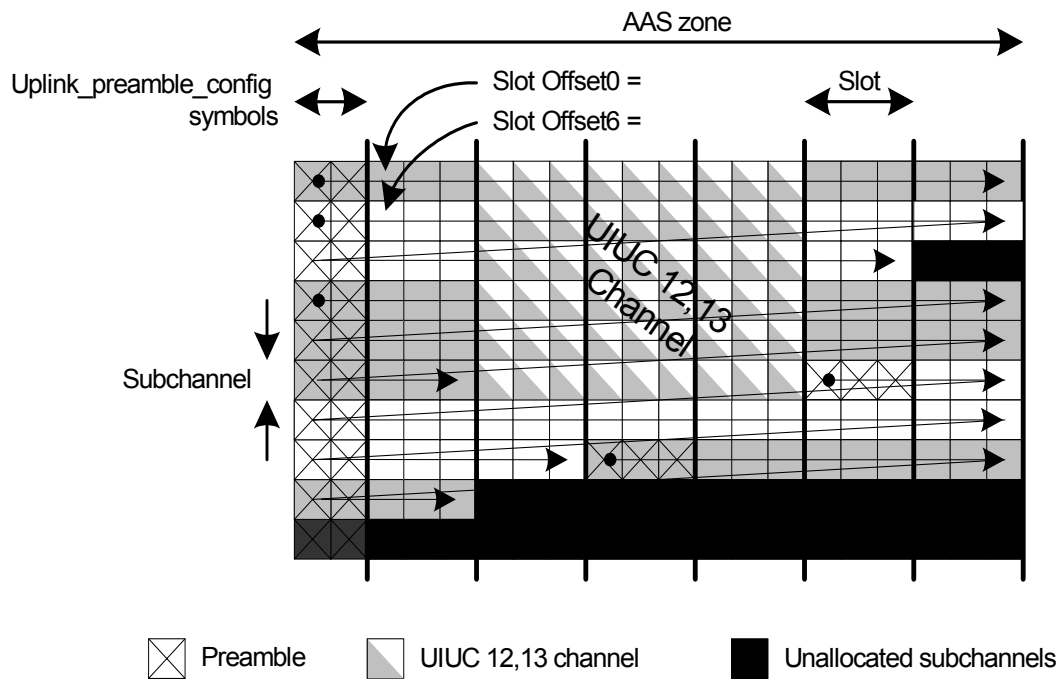 AAS zone
Uplink_preamble_config
symbols
Slot Offset0 =
Slot Offset6 =
Slot
UIUC 12,13
Channel
Subchannel
Preamble
UIUC 12,13 channel
Unallocated subchannels